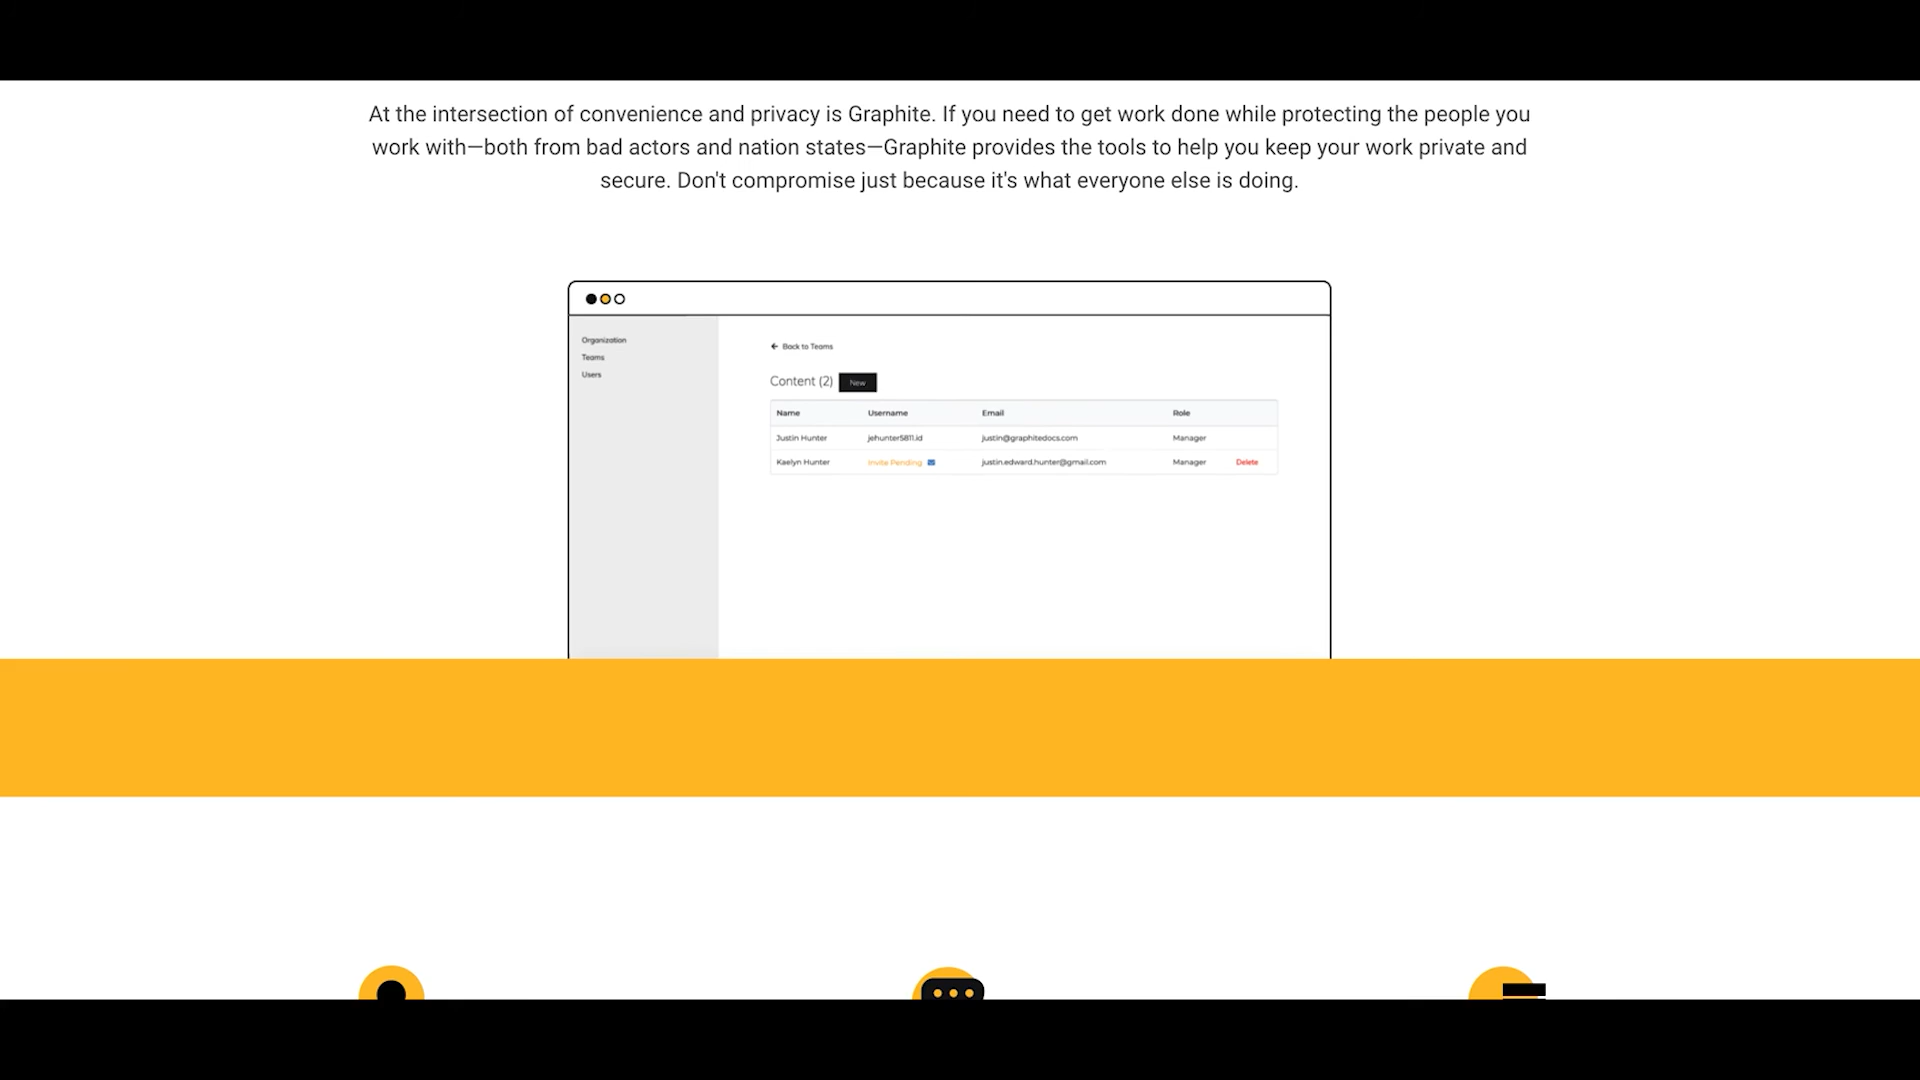 At the intersection of convenience and privacy is Graphite. If you need to get work done while protecting the people you
work with—both from bad actors and nation states—Graphite provides the tools to help you keep your work private and
secure. Don't compromise just because it's what everyone else is doing.
Organization
Teams
Users
Back to Teams
Content (2) New
Name Username Email Role
Justin Hunter jehunter5811.id justin@graphitedocs.com Manager
Kaelyn Hunter Invite Pending justin.edward.hunter@gmail.com Manager Delete